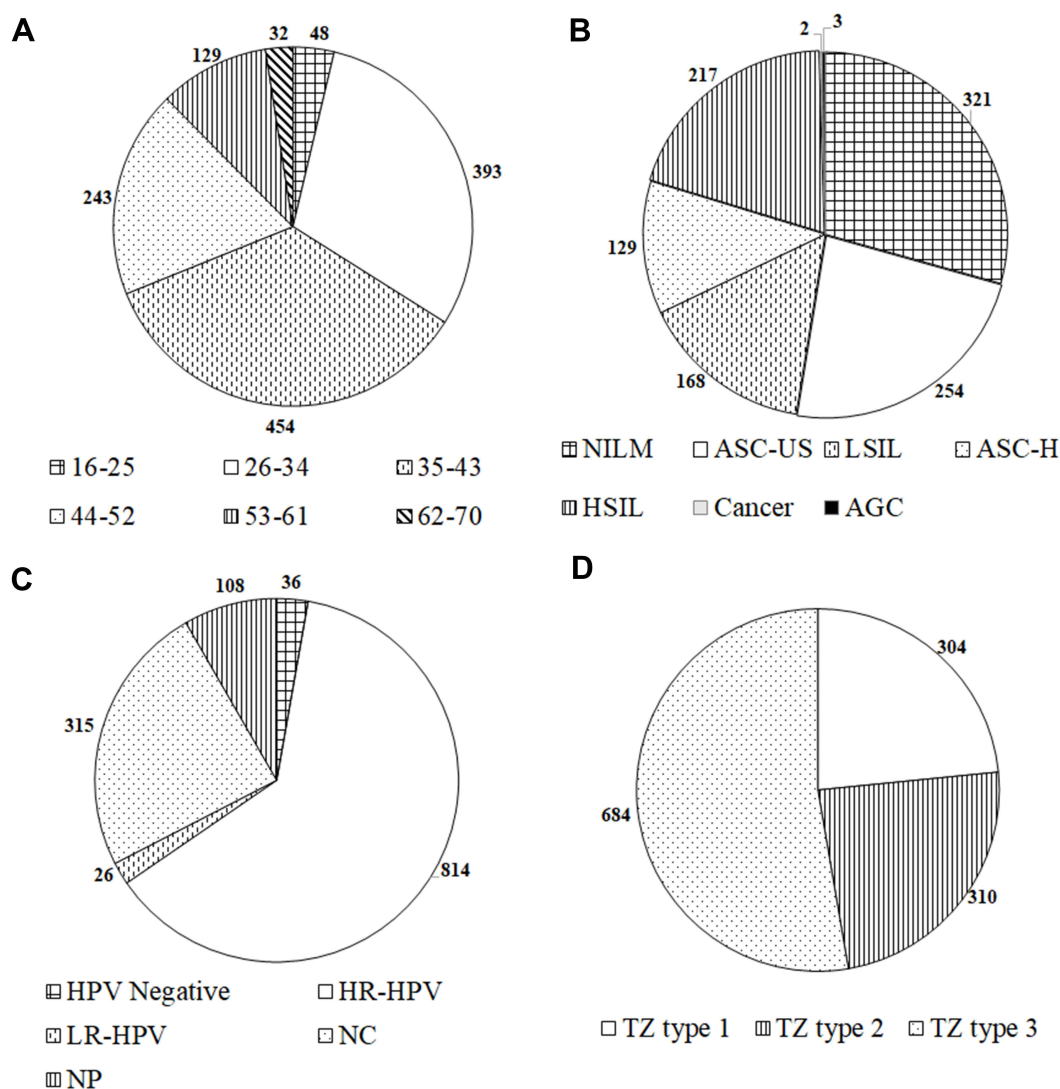 A
32
48
129
393
243
454
16-25 26-34 35-43
44-52 53-61 62-70
B
2
3
217
321
129
168
254
NILM ASC-US LSIL ASC-H
HSIL Cancer AGC
C
108
36
315
26
814
HPV Negative HR-HPV
LR-HPV NC
NP
D
304
684
310
TZ type 1 TZ type 2 TZ type 3